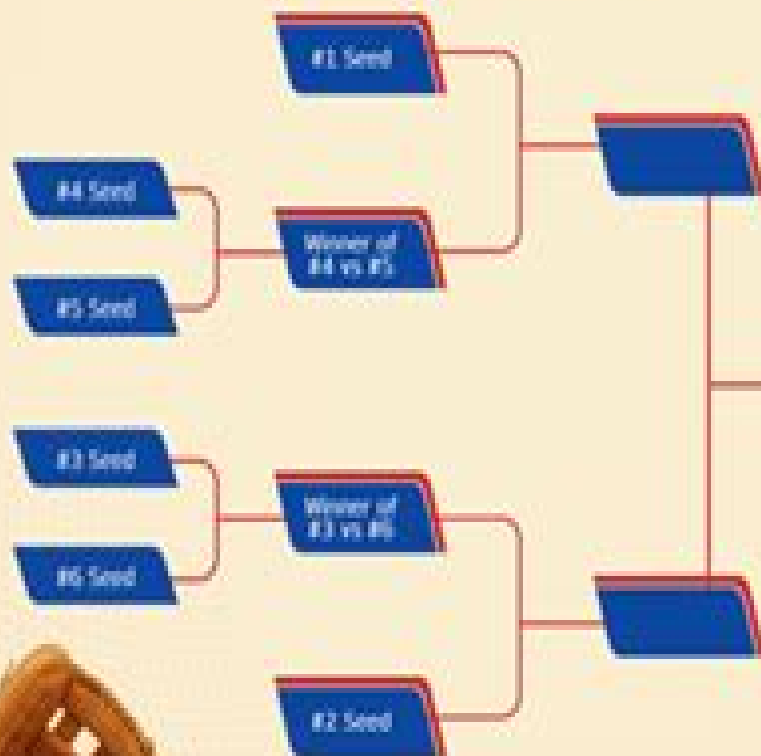 #1 Seed
#4 Seed
Winner of
#4 vs #5
#5 Seed
#3 Seed
Winner of
#3 vs #6
#6 Seed
#2 Seed